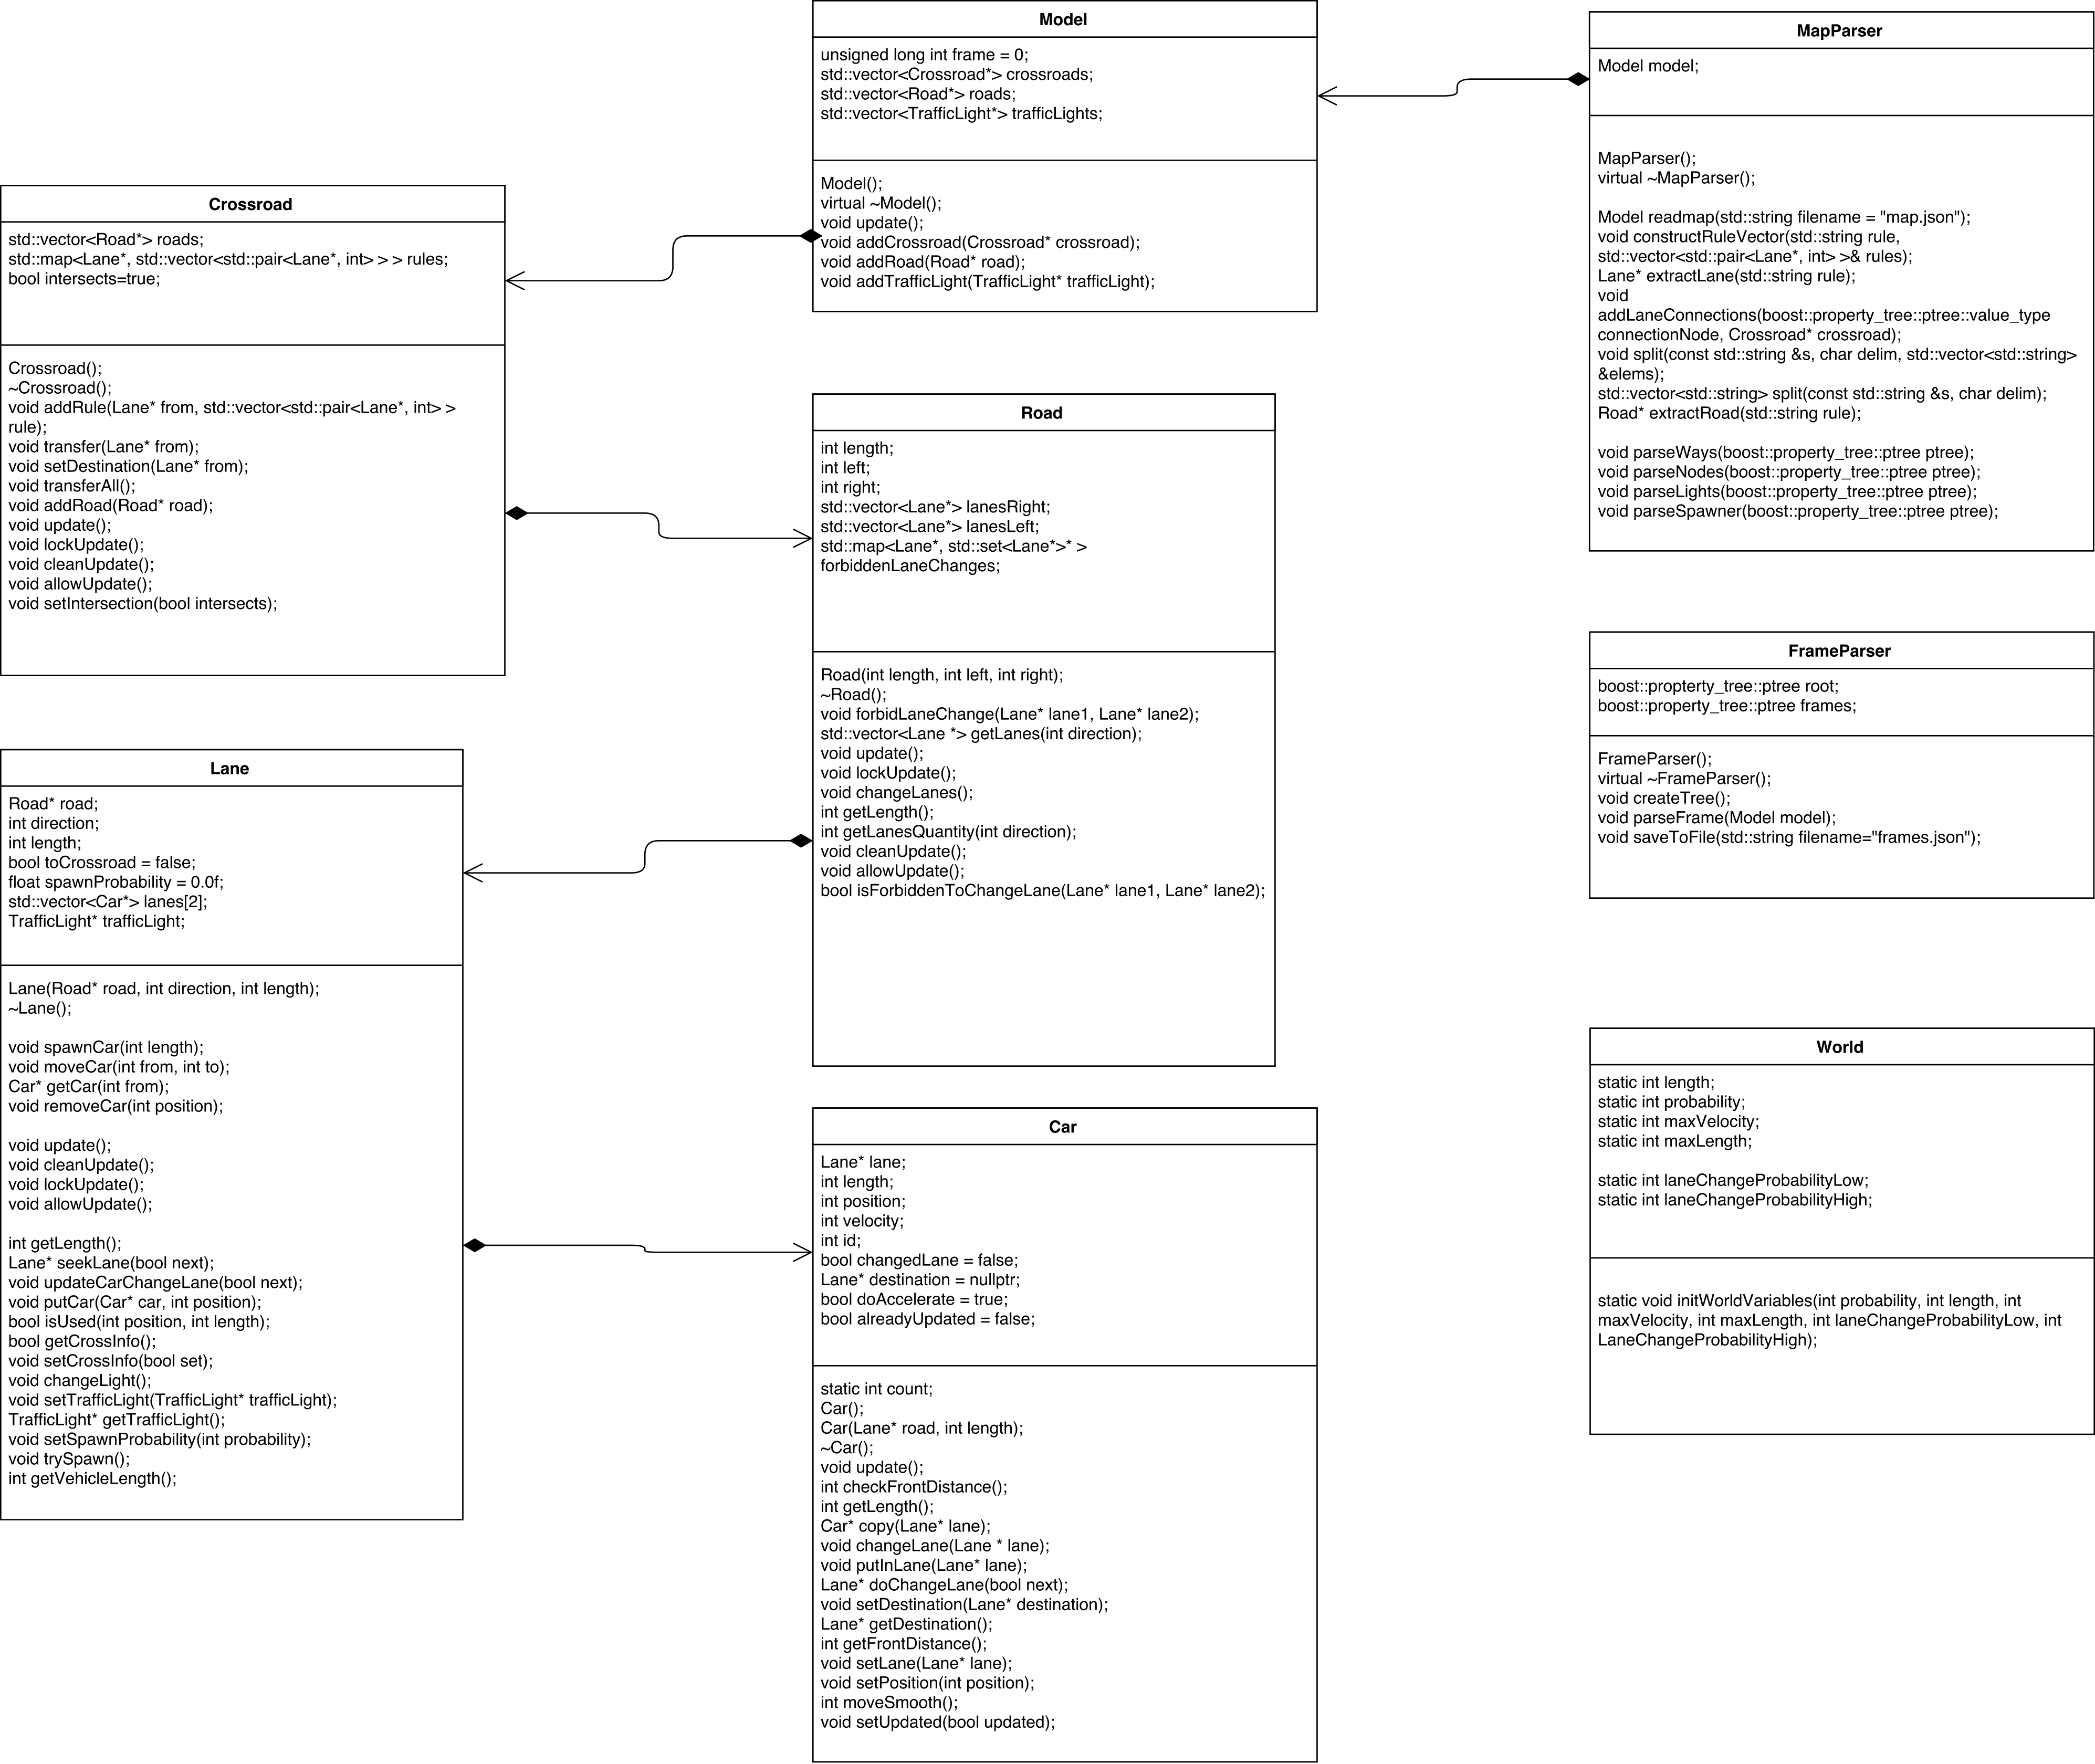 Model
unsigned long int frame = 0;
std::vector<Crossroad*> crossroads;
std::vector<Road*> roads;
std::vector<TrafficLight*> trafficLights;
Model();
virtual ~Model();
void update();
void addCrossroad(Crossroad* crossroad);
void addRoad(Road* road);
void addTrafficLight(TrafficLight* trafficLight);
MapParser
Model model;
MapParser();
virtual ~MapParser();
Model readmap(std::string filename = "map.json");
void constructRuleVector(std::string rule,
std::vector<std::pair<Lane*, int> >& rules);
Lane* extractLane(std::string rule);
void
addLaneConnections(boost::property_tree::ptree::value_type
connectionNode, Crossroad* crossroad);
void split(const std::string &s, char delim, std::vector<std::string>
&elems);
std::vector<std::string> split(const std::string &s, char delim);
Road* extractRoad(std::string rule);
void parseWays(boost::property_tree::ptree ptree);
void parseNodes(boost::property_tree::ptree ptree);
void parseLights(boost::property_tree::ptree ptree);
void parseSpawner(boost::property_tree::ptree ptree);
Crossroad
std::vector<Road*> roads;
std::map<Lane*, std::vector<std::pair<Lane*, int> > > rules;
bool intersects=true;
Crossroad();
~Crossroad();
void addRule(Lane* from, std::vector<std::pair<Lane*, int> >
rule);
void transfer(Lane* from);
void setDestination(Lane* from);
void transferAll();
void addRoad(Road* road);
void update();
void lockUpdate();
void cleanUpdate();
void allowUpdate();
void setIntersection(bool intersects);
Road
int length;
int left;
int right;
std::vector<Lane*> lanesRight;
std::vector<Lane*> lanesLeft;
std::map<Lane*, std::set<Lane*>* >
forbiddenLaneChanges;
Road(int length, int left, int right);
~Road();
void forbidLaneChange(Lane* lane1, Lane* lane2);
std::vector<Lane *> getLanes(int direction);
void update();
void lockUpdate();
void changeLanes();
int getLength();
int getLanesQuantity(int direction);
void cleanUpdate();
void allowUpdate();
bool isForbiddenToChangeLane(Lane* lane1, Lane* lane2);
FrameParser
boost::propterty_tree::ptree root;
boost::property_tree::ptree frames;
FrameParser();
virtual ~FrameParser();
void createTree();
void parseFrame(Model model);
void saveToFile(std::string filename="frames.json");
Lane
Road* road;
int direction;
int length;
bool toCrossroad = false;
float spawnProbability = 0.0f;
std::vector<Car*> lanes[2];
TrafficLight* trafficLight;
Lane(Road* road, int direction, int length);
~Lane();
void spawnCar(int length);
void moveCar(int from, int to);
Car* getCar(int from);
void removeCar(int position);
void update();
void cleanUpdate();
void lockUpdate();
void allowUpdate();
int getLength();
Lane* seekLane(bool next);
void updateCarChangeLane(bool next);
void putCar(Car* car, int position);
bool isUsed(int position, int length);
bool getCrossInfo();
void setCrossInfo(bool set);
void changeLight();
void setTrafficLight(TrafficLight* trafficLight);
TrafficLight* getTrafficLight();
void setSpawnProbability(int probability);
void trySpawn();
int getVehicleLength();
Car
Lane* lane;
int length;
int position;
int velocity;
int id;
bool changedLane = false;
Lane* destination = nullptr;
bool doAccelerate = true;
bool alreadyUpdated = false;
static int count;
Car();
Car(Lane* road, int length);
~Car();
void update();
int checkFrontDistance();
int getLength();
Car* copy(Lane* lane);
void changeLane(Lane * lane);
void putInLane(Lane* lane);
Lane* doChangeLane(bool next);
void setDestination(Lane* destination);
Lane* getDestination();
int getFrontDistance();
void setLane(Lane* lane);
void setPosition(int position);
int moveSmooth();
void setUpdated(bool updated);
World
static int length;
static int probability;
static int maxVelocity;
static int maxLength;
static int laneChangeProbabilityLow;
static int laneChangeProbabilityHigh;
static void initWorldVariables(int probability, int length, int
maxVelocity, int maxLength, int laneChangeProbabilityLow, int
LaneChangeProbabilityHigh);